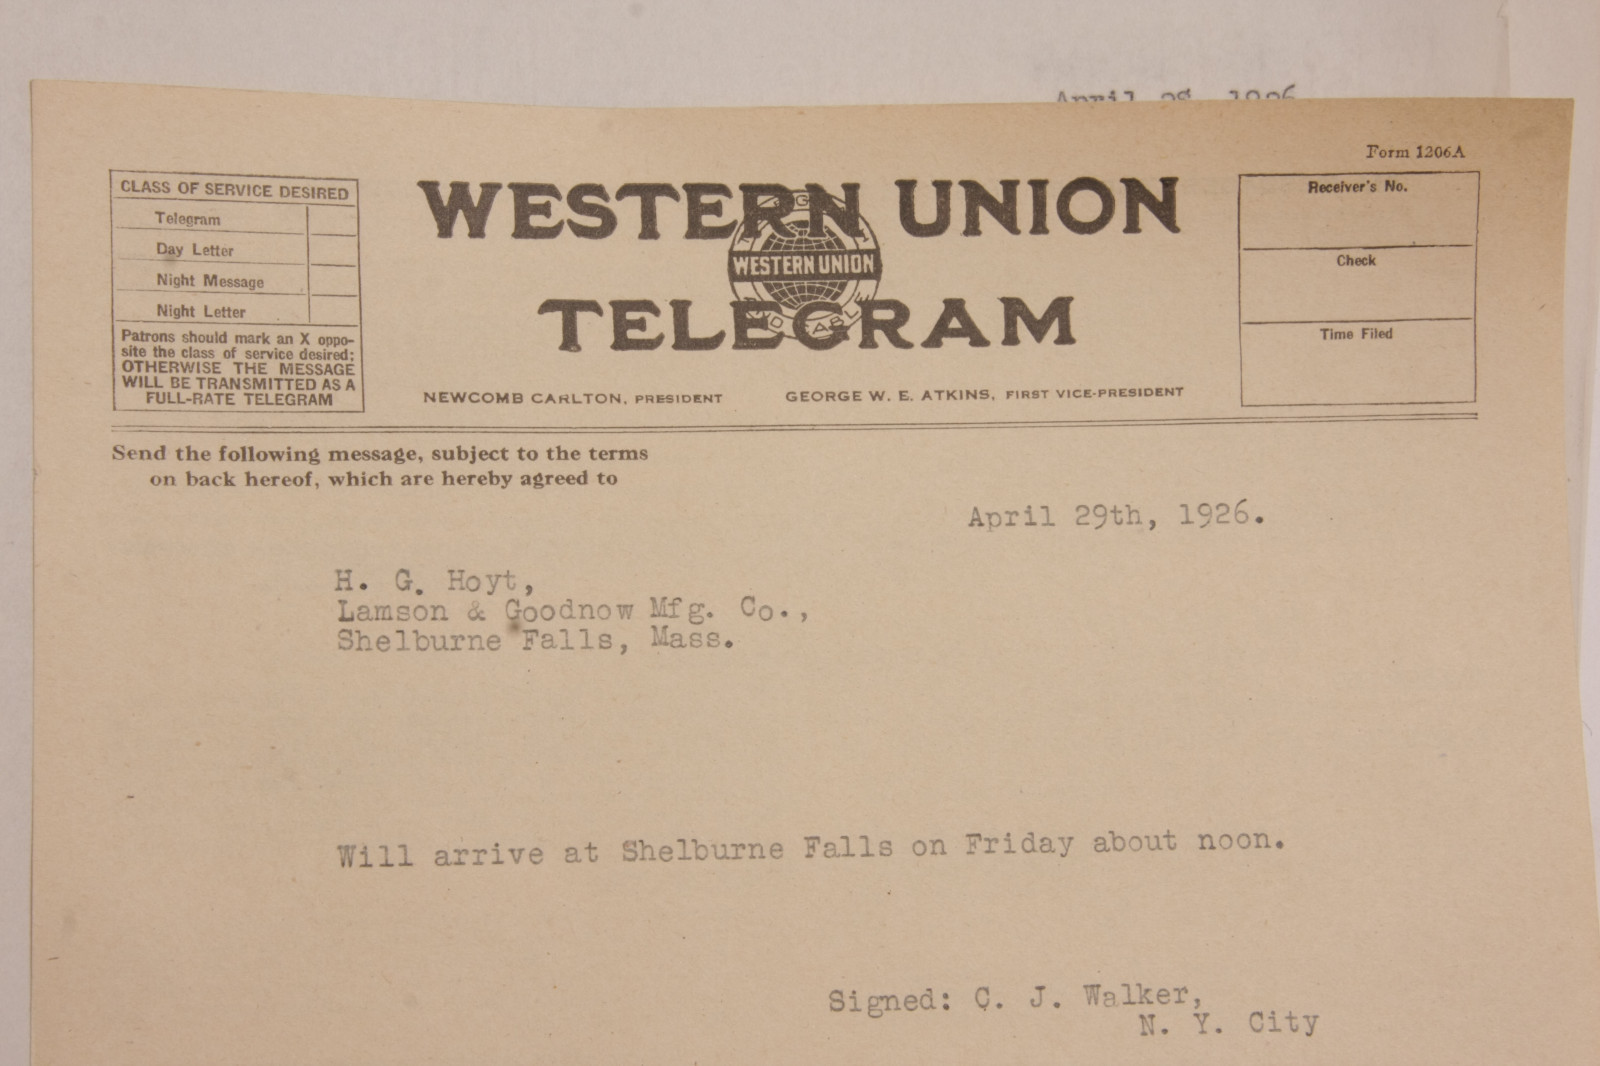 April 28, 1926
Form 1206A
CLASS OF SERVICE DESIRED
Telegram
Day Letter
Night Message
Night Letter
Patrons should mark an X oppo-
site the class of service desired;
OTHERWISE THE MESSAGE
WILL BE TRANSMITTED AS A
FULL-RATE TELEGRAM
WESTERN UNION
WESTERN UNION
TELEGRAM
NEWCOMB CARLTON, PRESIDENT GEORGE W. E. ATKINS, FIRST VICE-PRESIDENT
Receiver's No.
Check
Time Filed
Send the following message, subject to the terms
on back hereof, which are hereby agreed to
April 29th, 1926.
H. G. Hoyt,
Lamson & Goodnow Mfg. Co.,
Shelburne Falls, Mass.
Will arrive at Shelburne Falls on Friday about noon.
Signed: C. J. Walker,
N. Y. City